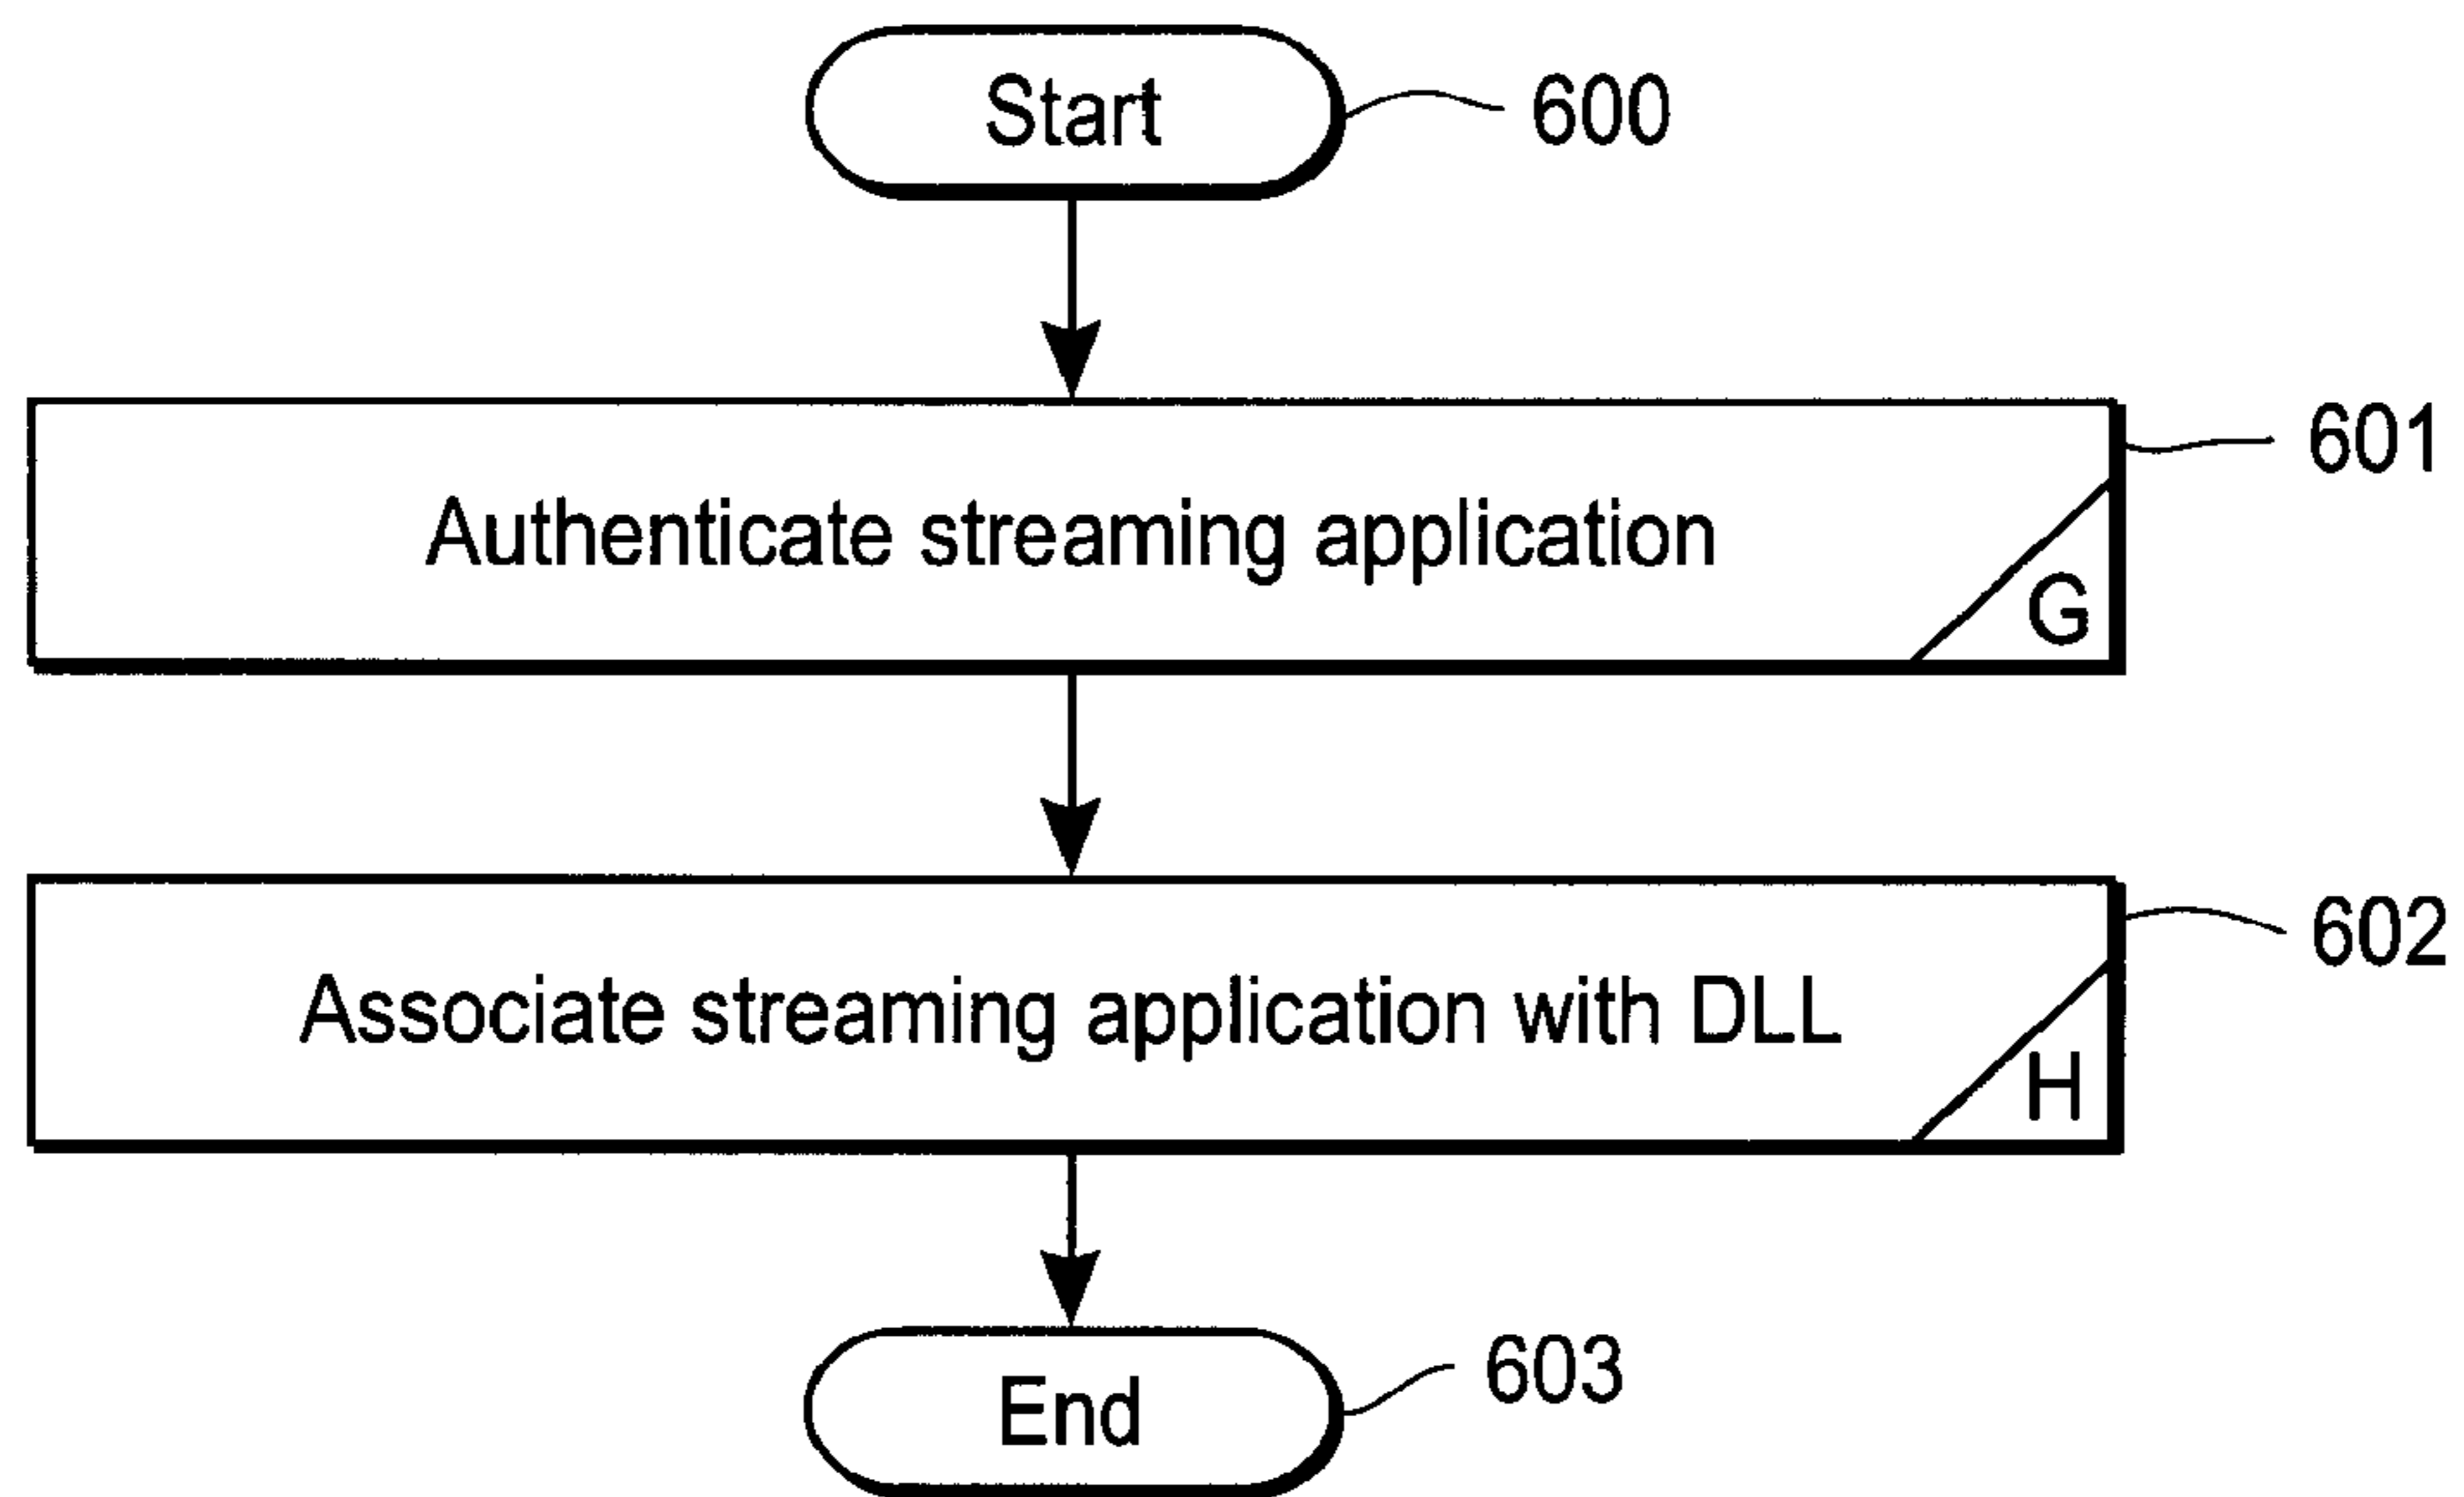 Start
600
601
Authenticate streaming application
G
602
Associate streaming application with DLL
H
603
End